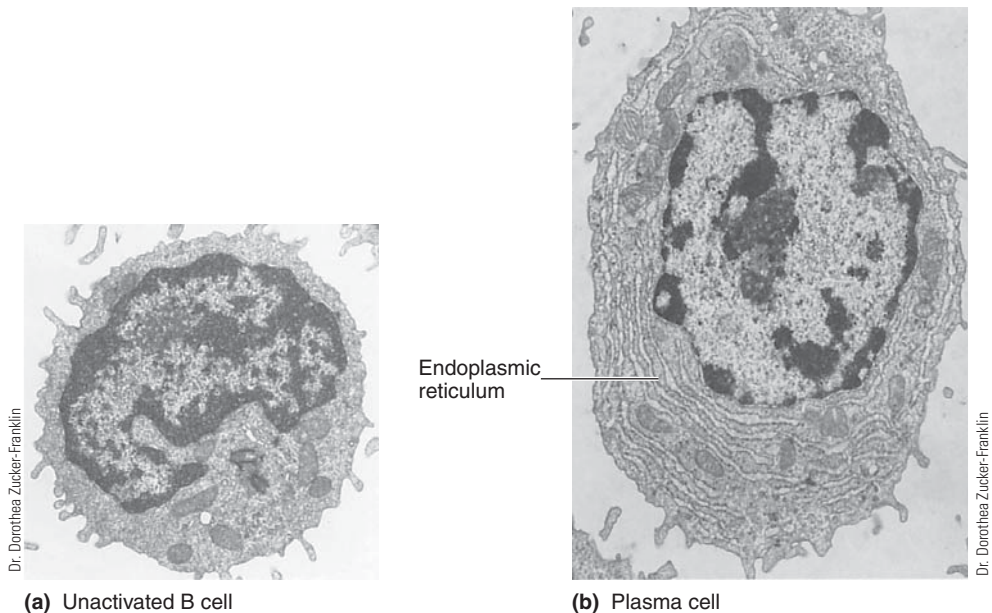 Endoplasmic
reticulum
Dr. Dorothea Zucker-Franklin
Dr. Dorothea Zucker-Franklin
(a) Unactivated B cell
(b) Plasma cell